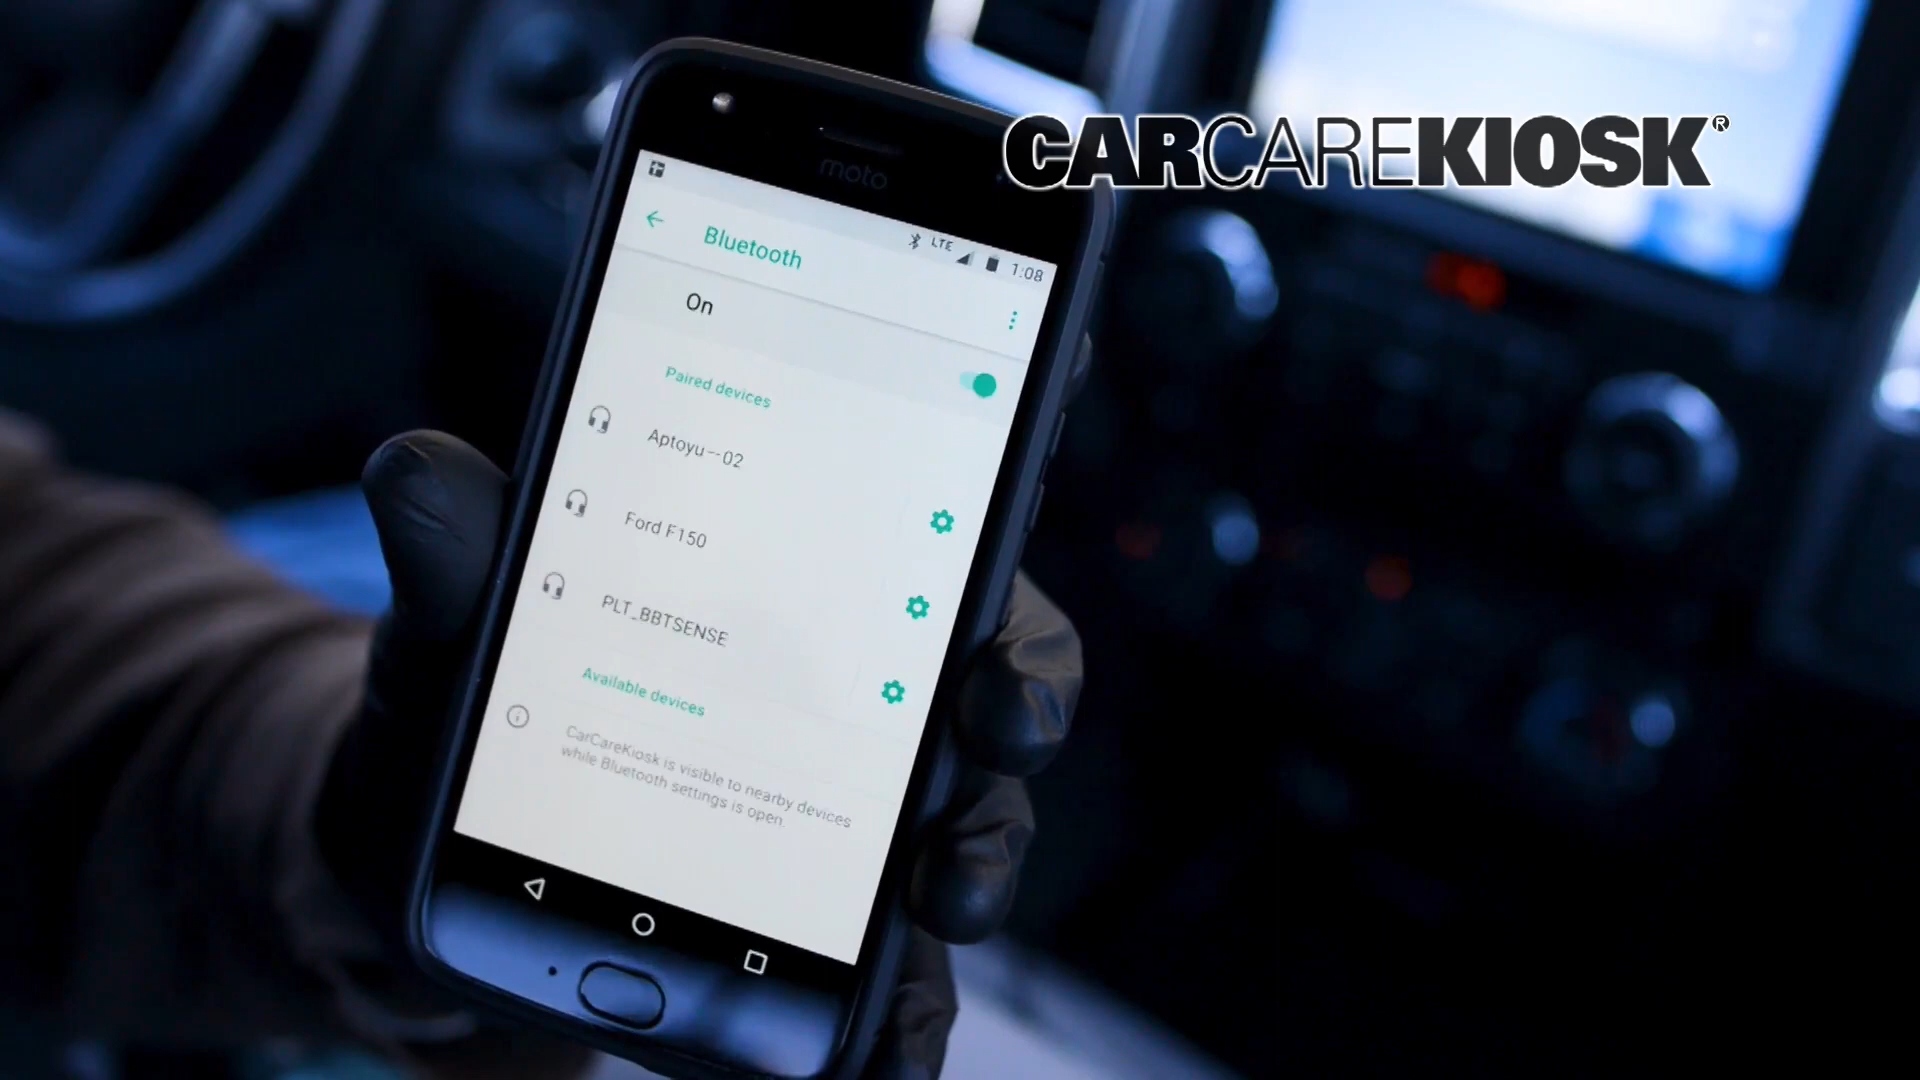 CARCAREKIOSK®
moto
LTE 1:08
Bluetooth
On
Paired devices
Aptoyu--02
Ford F150
PLT_BBTSENSE
Available devices
CarCareKiosk is visible to nearby devices
while Bluetooth settings is open.